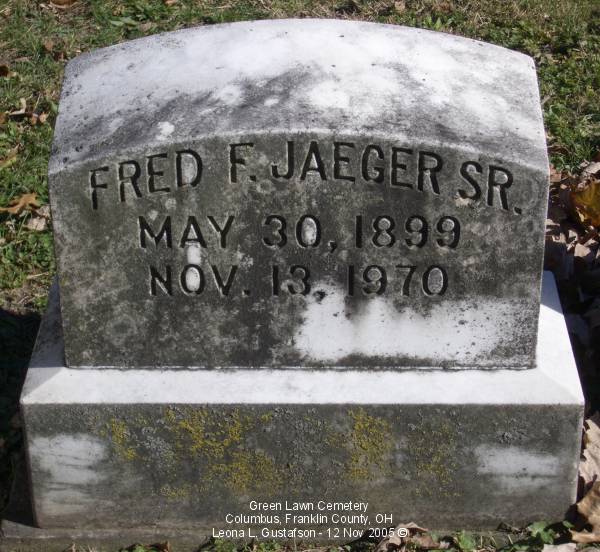 FRED F. JAEGER SR.
MAY 30, 1899
NOV. 13, 1970
Green Lawn Cemetery
Columbus, Franklin County, OH
Leona L. Gustafson - 12 Nov 2005 ©